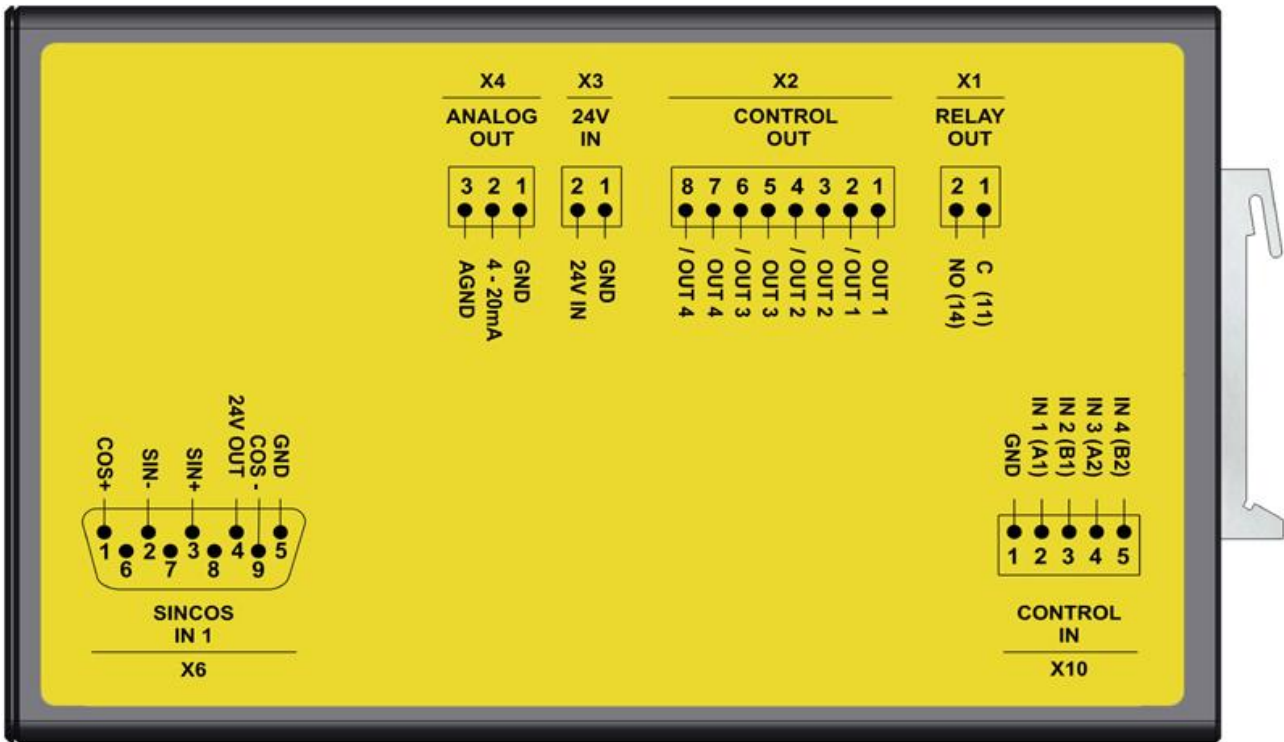 X4 X3 X2 X1
ANALOG OUT 24V IN CONTROL OUT RELAY OUT
3 2 1 2 1 8 7 6 5 4 3 2 1 2 1
AGND 4 - 20mA GND 24V IN GND / OUT 4 OUT 4 / OUT 3 OUT 3 / OUT 2 OUT 2 / OUT 1 OUT 1 NO (14) C (11)
COS+ SIN- SIN+ 24V OUT COS - GND
1 2 3 4 5
6 7 8 9
SINCOS
IN 1
X6
GND IN 1 (A1) IN 2 (B1) IN 3 (A2) IN 4 (B2)
1 2 3 4 5
CONTROL
IN
X10